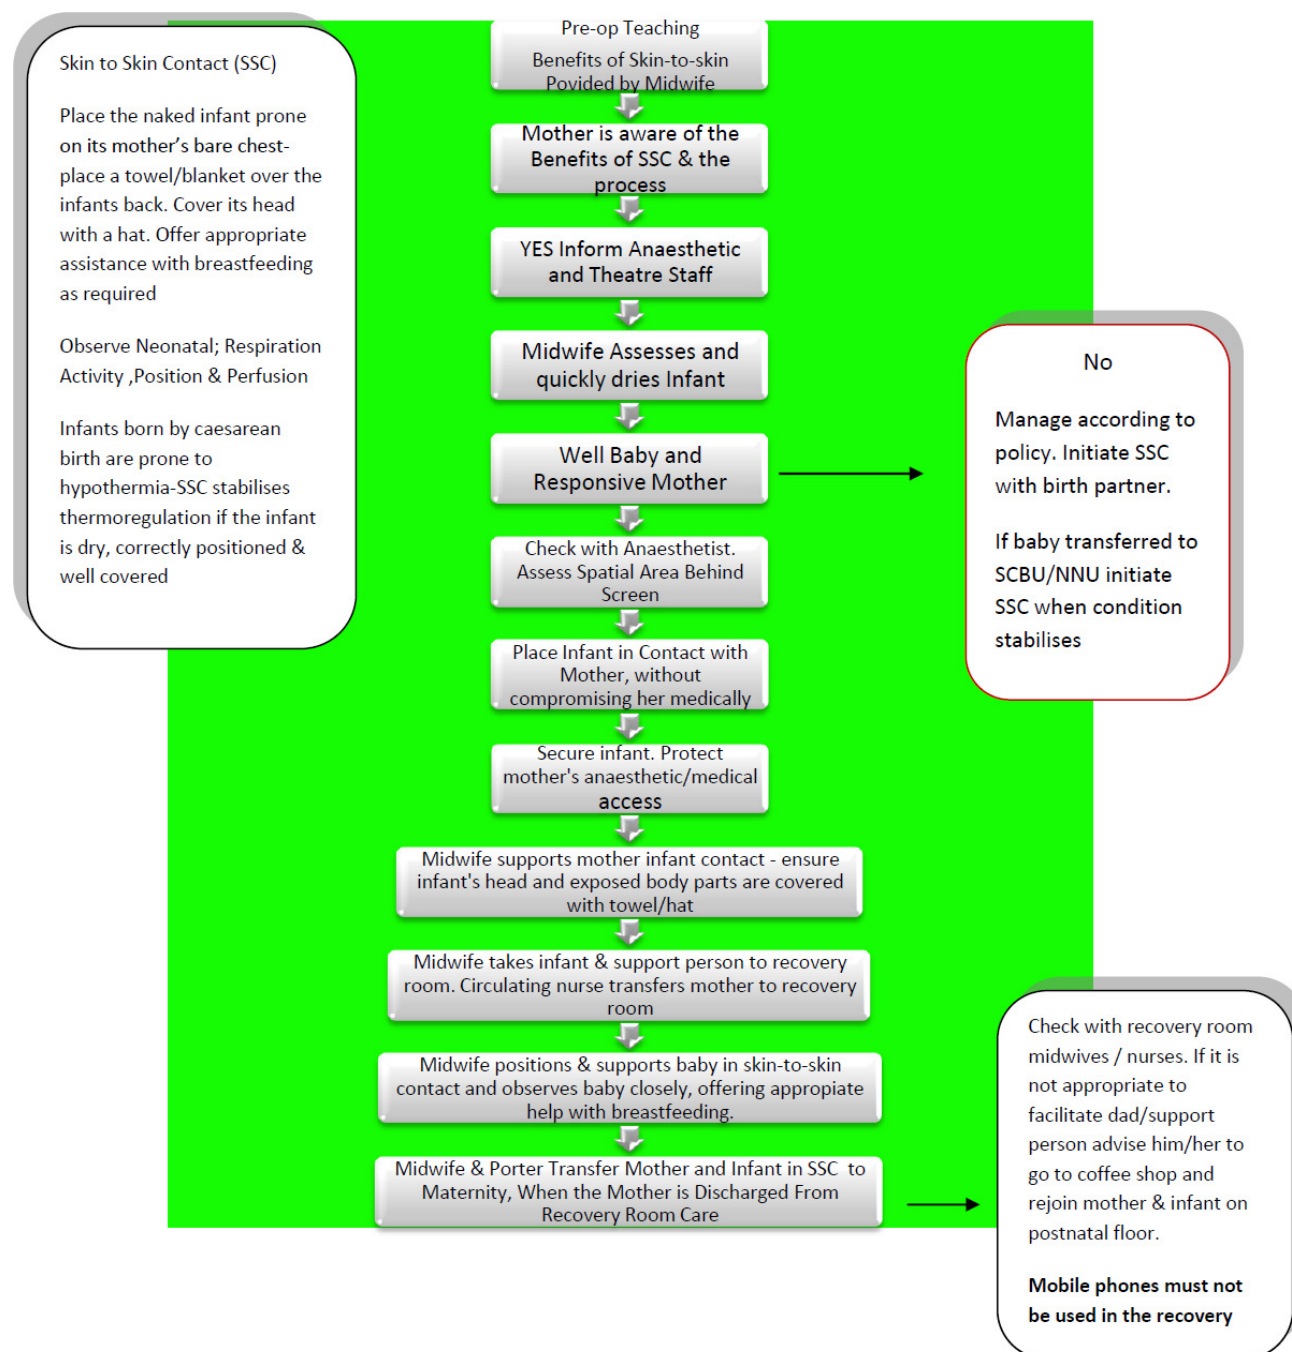 Skin to Skin Contact (SSC)
Place the naked infant prone
on its mother’s bare chest-
place a towel/blanket over the
infants back. Cover its head
with a hat. Offer appropriate
assistance with breastfeeding
as required
Observe Neonatal; Respiration
Activity ,Position & Perfusion
Infants born by caesarean
birth are prone to
hypothermia-SSC stabilises
thermoregulation if the infant
is dry, correctly positioned &
well covered
Pre-op Teaching
Benefits of Skin-to-skin
Povided by Midwife
Mother is aware of the
Benefits of SSC & the
process
YES Inform Anaesthetic
and Theatre Staff
Midwife Assesses and
quickly dries Infant
Well Baby and
Responsive Mother
No
Manage according to
policy. Initiate SSC
with birth partner.
If baby transferred to
SCBU/NNU initiate
SSC when condition
stabilises
Check with Anaesthetist.
Assess Spatial Area Behind
Screen
Place Infant in Contact with
Mother, without
compromising her medically
Secure infant. Protect
mother's anaesthetic/medical
access
Midwife supports mother infant contact - ensure
infant's head and exposed body parts are covered
with towel/hat
Midwife takes infant & support person to recovery
room. Circulating nurse transfers mother to recovery
room
Midwife positions & supports baby in skin-to-skin
contact and observes baby closely, offering appropiate
help with breastfeeding.
Midwife & Porter Transfer Mother and Infant in SSC to
Maternity, When the Mother is Discharged From
Recovery Room Care
Check with recovery room
midwives / nurses. If it is
not appropriate to
facilitate dad/support
person advise him/her to
go to coffee shop and
rejoin mother & infant on
postnatal floor.
Mobile phones must not
be used in the recovery